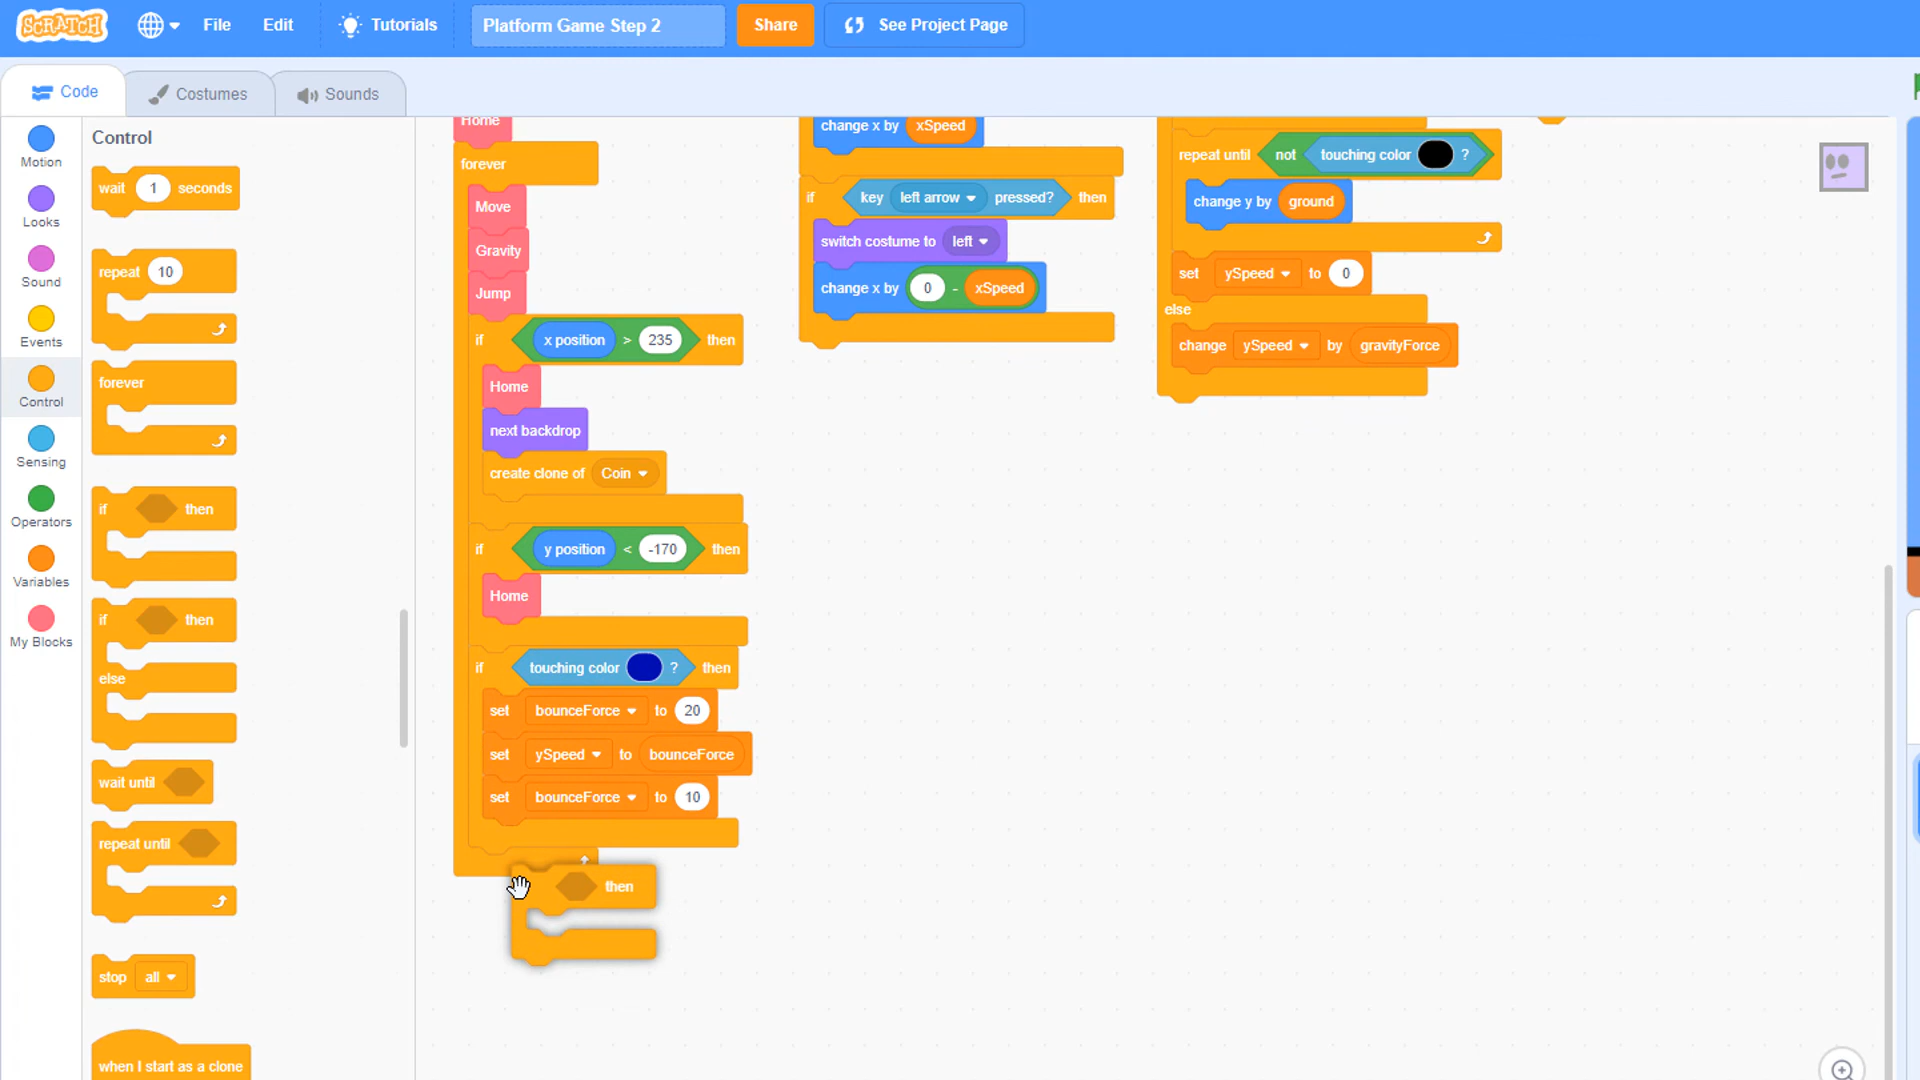 SCRATCH
File
Edit
Tutorials
Platform Game Step 2
Share
See Project Page
Code
Costumes
Sounds
Motion
Looks
Sound
Events
Control
Sensing
Operators
Variables
My Blocks
Control
wait 1 seconds
repeat 10
forever
if then
if then
else
wait until
repeat until
stop all
when I start as a clone
Home
forever
Move
Gravity
Jump
if x position > 235 then
Home
next backdrop
create clone of Coin
if y position < -170 then
Home
if touching color ? then
set bounceForce to 20
set ySpeed to bounceForce
set bounceForce to 10
then
change x by xSpeed
if key left arrow pressed? then
switch costume to left
change x by 0 - xSpeed
repeat until not touching color ?
change y by ground
set ySpeed to 0
else
change ySpeed by gravityForce